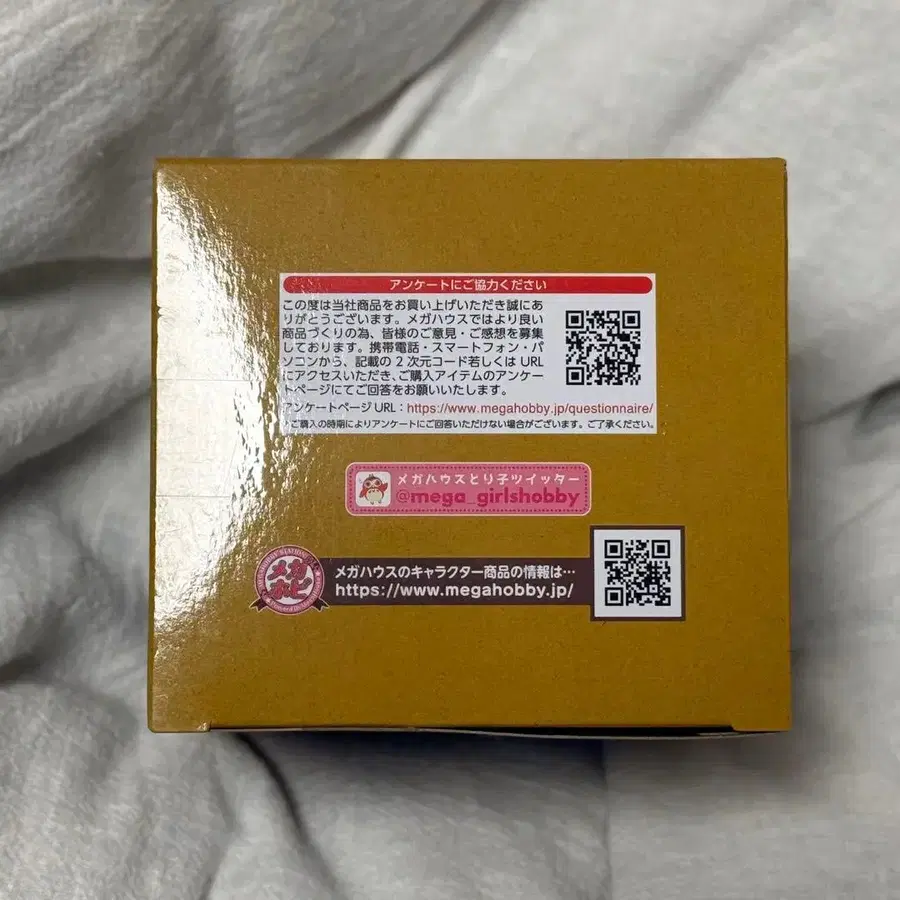 アンケートにご協力ください
この度は当社商品をお買い上げいただき誠にあ
りがとうございます。メガハウスではより良い
商品づくりの為、皆様のご意見・ご感想を募集
しております。携帯電話・スマートフォン・パ
ソコンから、記載の2次元コード若しくはURL
にアクセスいただき、ご購入アイテムのアンケー
トページにてご回答をお願いいたします。
アンケートページURL:https://www.megahobby.jp/questionnaire/
・ご購入の時期によりアンケートにご回答いただけない場合がございます。ご了承ください。
メガハウスとり子ツイッター
@mega_girlshobby
メガ
ホビ
メガハウスのキャラクター商品の情報は…
https://www.megahobby.jp/